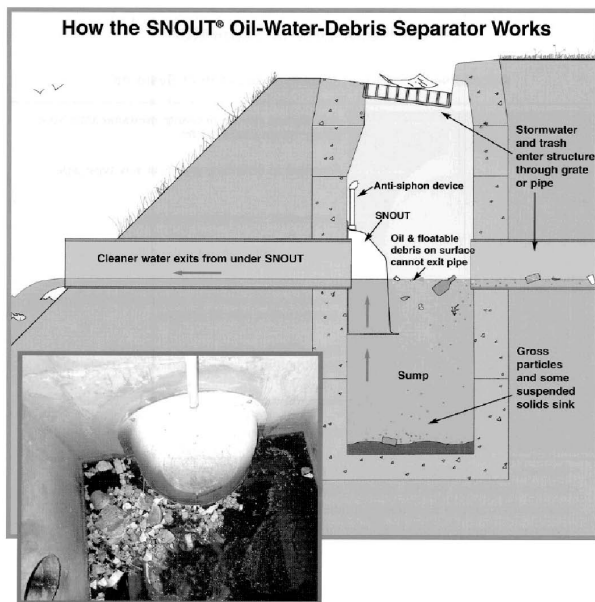 How the SNOUT® Oil-Water-Debris Separator Works
Stormwater
and trash
enter structure
through grate
or pipe
Anti-siphon device
SNOUT
Oil & floatable
debris on surface
cannot exit pipe
Cleaner water exits from under SNOUT
Gross
particles
and some
suspended
solids sink
Sump